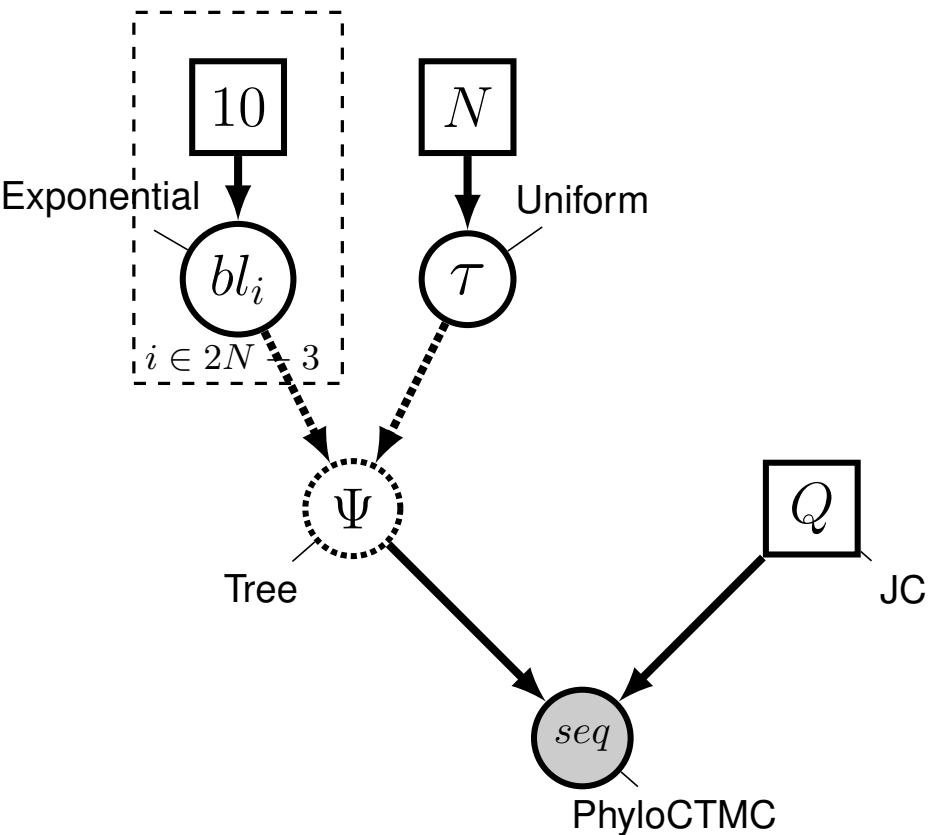 10
N
Exponential
Uniform
bl_i
τ
i ∈ 2N − 3
Ψ
Q
Tree
JC
seq
PhyloCTMC